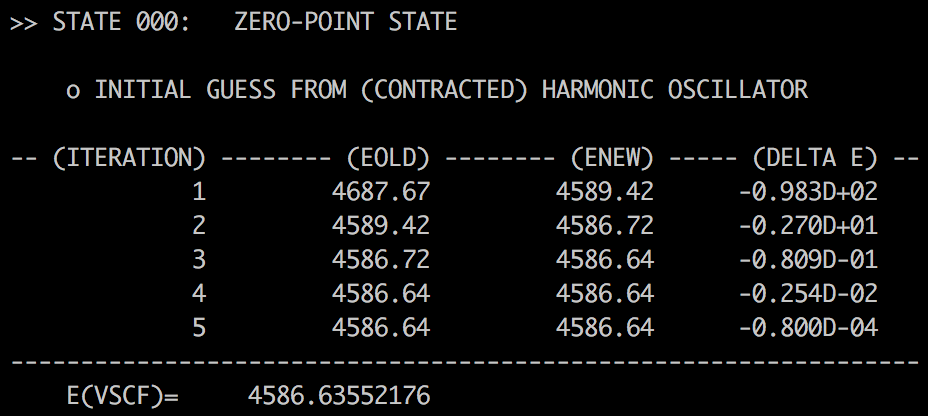 >> STATE 000:   ZERO-POINT STATE
o INITIAL GUESS FROM (CONTRACTED) HARMONIC OSCILLATOR
-- (ITERATION) -------- (EOLD) -------- (ENEW) ----- (DELTA E) --
1         4687.67         4589.42      -0.983D+02
2         4589.42         4586.72      -0.270D+01
3         4586.72         4586.64      -0.809D-01
4         4586.64         4586.64      -0.254D-02
5         4586.64         4586.64      -0.800D-04
-----------------------------------------------------------------
E(VSCF)=     4586.63552176